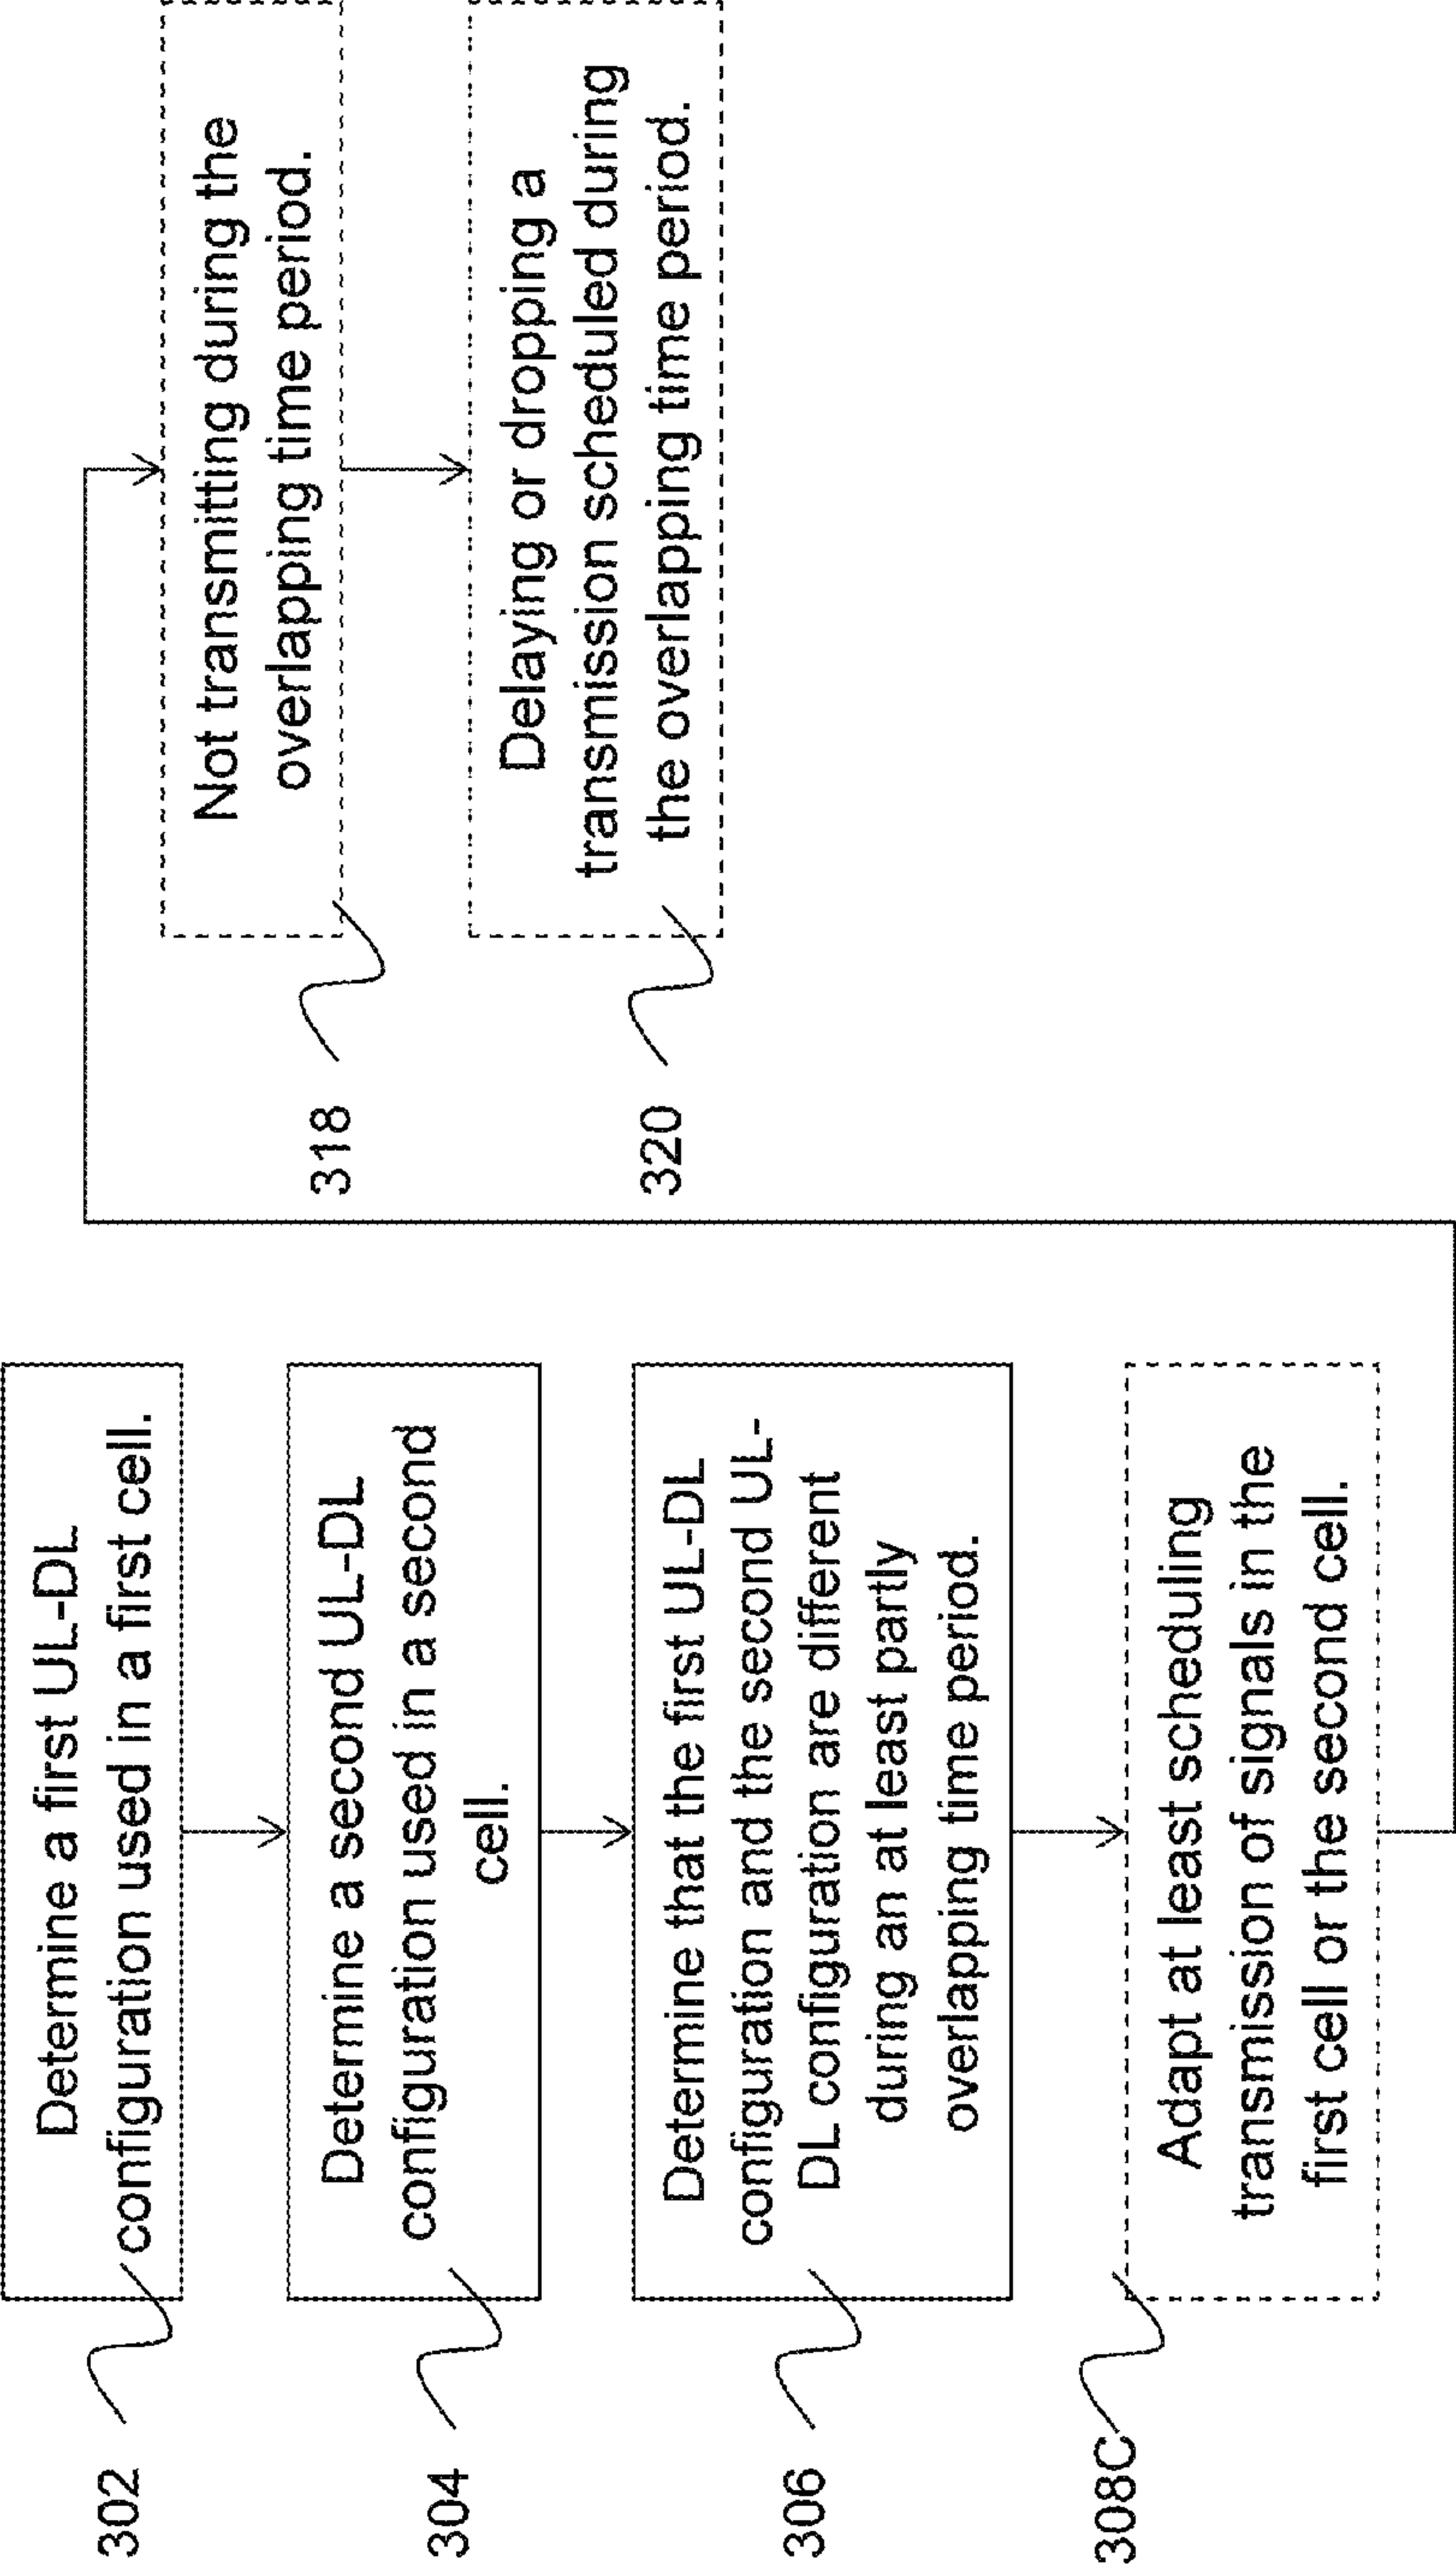 302
Determine a first UL-DL
configuration used in a first cell.
304
Determine a second UL-DL
configuration used in a second
cell.
306
Determine that the first UL-DL
configuration and the second UL-
DL configuration are different
during an at least partly
overlapping time period.
308C
Adapt at least scheduling
transmission of signals in the
first cell or the second cell.
318
Not transmitting during the
overlapping time period.
320
Delaying or dropping a
transmission scheduled during
the overlapping time period.